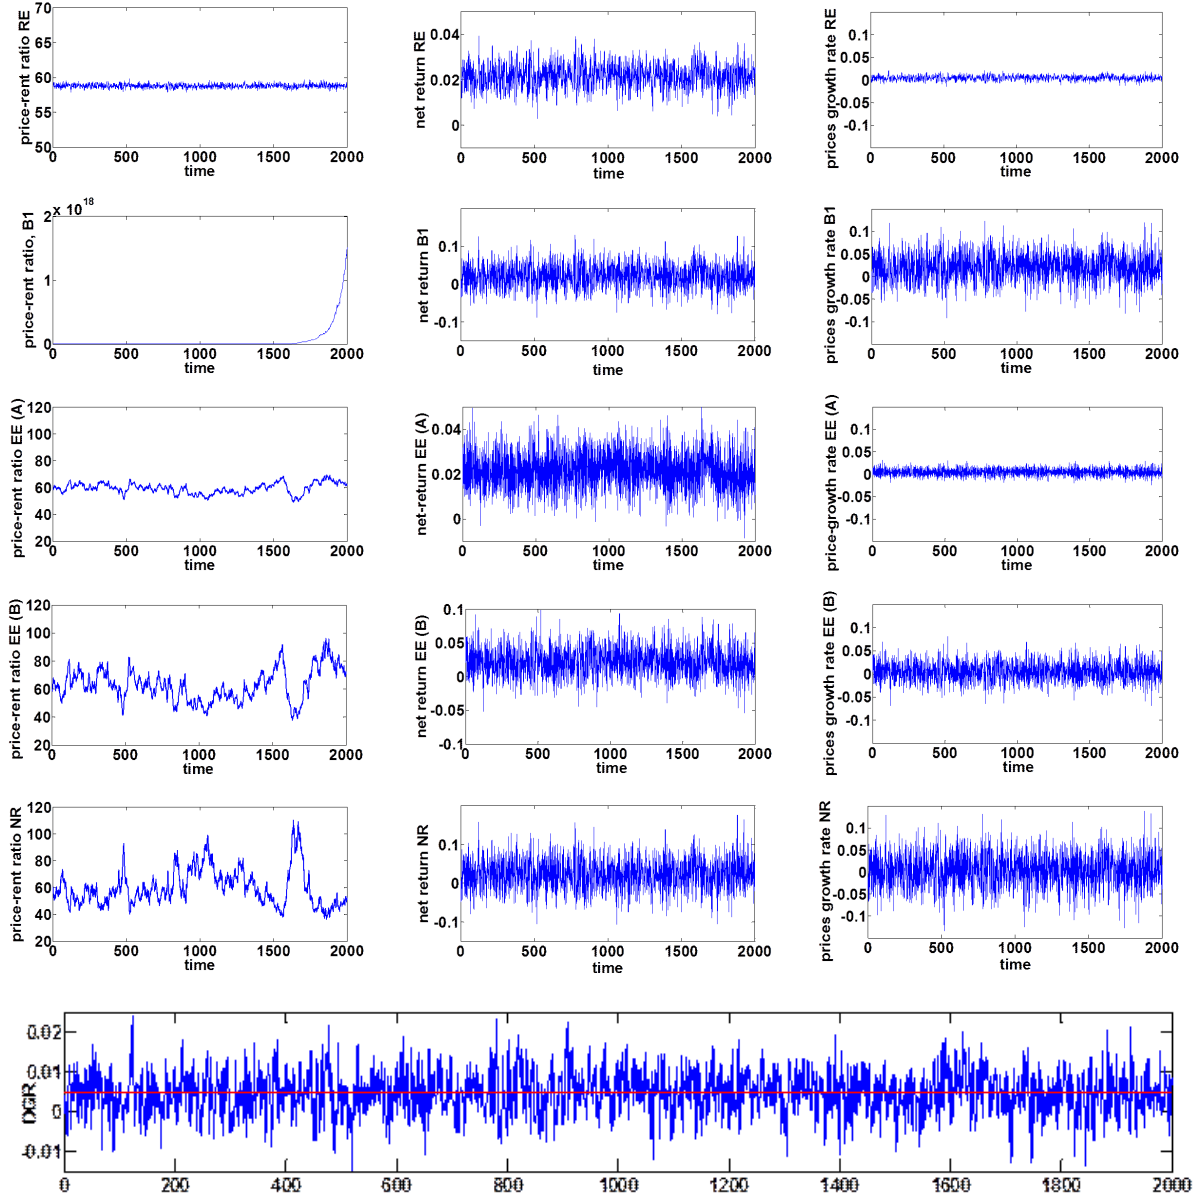 70
65
60
55
50
price-rent ratio RE
0 500 1000 1500 2000
time
0.04
0.02
0
net return RE
0 500 1000 1500 2000
time
0.15
0.1
0.05
0
-0.05
-0.1
prices growth rate RE
0 500 1000 1500 2000
time
2 x 10^18
1
0
price-rent ratio, B1
0 500 1000 1500 2000
time
0.1
0
-0.1
net return B1
0 500 1000 1500 2000
time
0.1
0.05
0
-0.05
-0.1
prices growth rate B1
0 500 1000 1500 2000
time
120
100
80
60
40
20
price-rent ratio EE (A)
0 500 1000 1500 2000
time
0.04
0.02
0
net-return EE (A)
0 500 1000 1500 2000
time
0.1
0.05
0
-0.05
-0.1
price-growth rate EE (A)
0 500 1000 1500 2000
time
120
100
80
60
40
20
price-rent ratio EE (B)
0 500 1000 1500 2000
time
0.1
0.05
0
-0.05
-0.1
net return EE (B)
0 500 1000 1500 2000
time
0.1
0.05
0
-0.05
-0.1
prices growth rate EE (B)
0 500 1000 1500 2000
time
120
100
80
60
40
20
price-rent ratio NR
0 500 1000 1500 2000
time
0.1
0
-0.1
net return NR
0 500 1000 1500 2000
time
0.1
0.05
0
-0.05
-0.1
prices growth rate NR
0 500 1000 1500 2000
time
0.02
0.01
0
-0.01
DGR
0 200 400 600 800 1000 1200 1400 1600 1800 2000